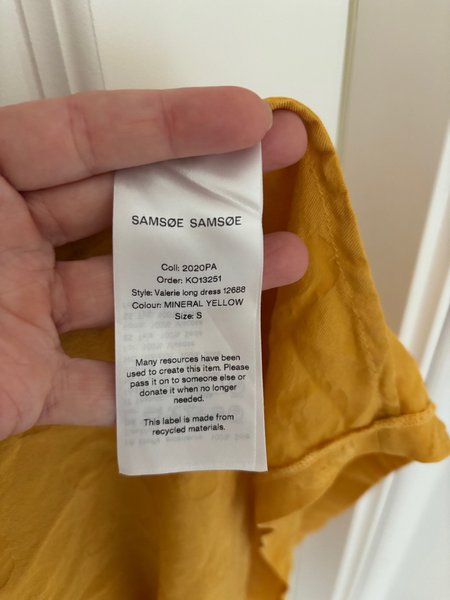 SAMSØE SAMSØE
Coll: 2020PA
Order: KO13251
Style: Valerie long dress 12688
Colour: MINERAL YELLOW
Size: S
Many resources have been
used to create this item. Please
pass it on to someone else or
donate it when no longer
needed.
This label is made from
recycled materials.